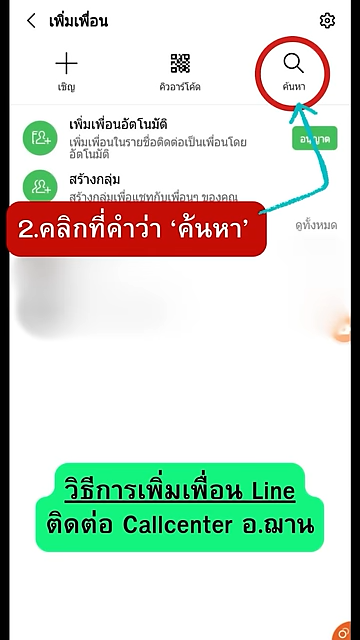 เพิ่มเพื่อน
เชิญ
คิวอาร์โค้ด
ค้นหา
เพิ่มเพื่อนอัตโนมัติ
เพิ่มเพื่อนในรายชื่อติดต่อเป็นเพื่อนโดย
อัตโนมัติ
อนุญาต
สร้างกลุ่ม
สร้างกลุ่มเพื่อแชทกับเพื่อนๆ ของคุณ
2.คลิกที่คำว่า ‘ค้นหา’
ดูทั้งหมด
วิธีการเพิ่มเพื่อน Line
ติดต่อ Callcenter อ.ฌาน